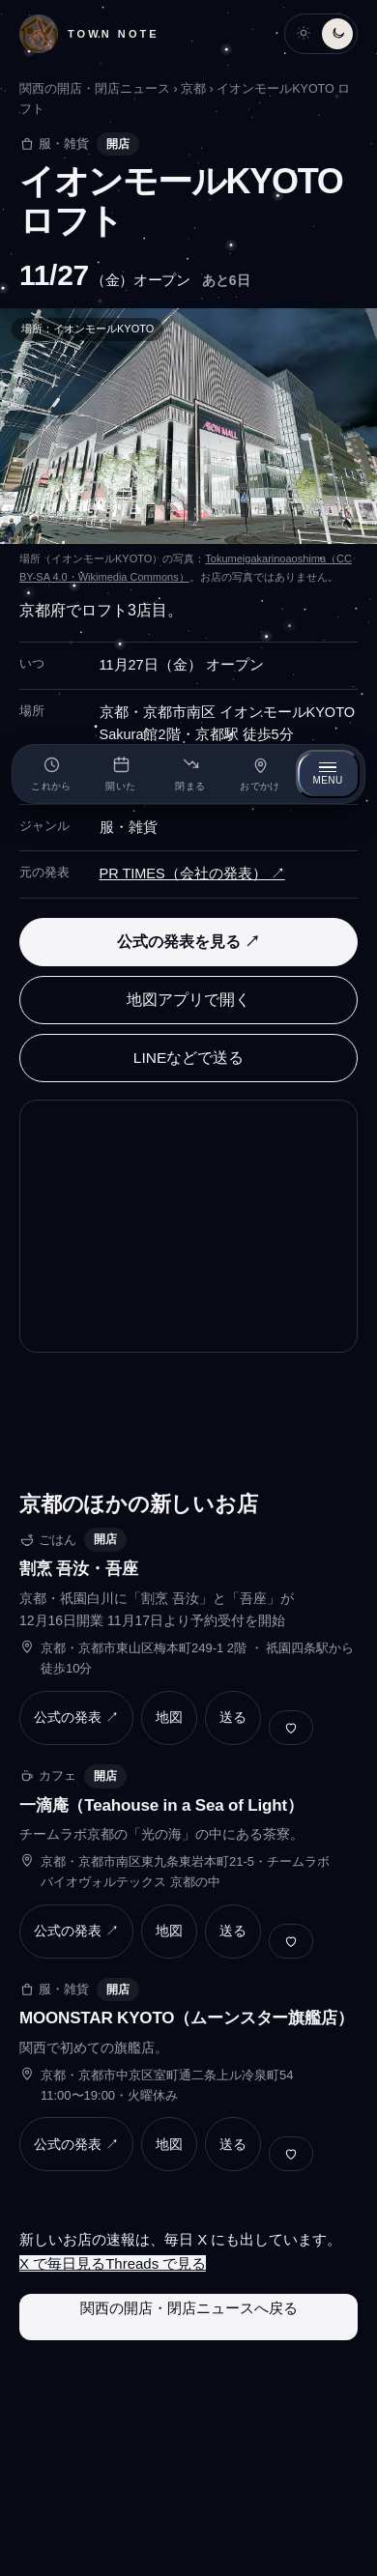 TOWN NOTE
関西の開店・閉店ニュース › 京都 › イオンモールKYOTO ロ
フト
服・雑貨 開店
イオンモールKYOTO
ロフト
11/27（金）オープン あと6日
場所・イオンモールKYOTO
AEON MALL
場所（イオンモールKYOTO）の写真：Tokumeigakarinoaoshima（CC
BY-SA 4.0・Wikimedia Commons）。お店の写真ではありません。
京都府でロフト3店目。
いつ 11月27日（金） オープン
場所 京都・京都市南区 イオンモールKYOTO
Sakura館2階・京都駅 徒歩5分
これから 開いた 閉まる おでかけ MENU
ジャンル 服・雑貨
元の発表 PR TIMES（会社の発表） ↗
公式の発表を見る ↗
地図アプリで開く
LINEなどで送る
京都のほかの新しいお店
ごはん 開店
割烹 吾汝・吾座
京都・祇園白川に「割烹 吾汝」と「吾座」が
12月16日開業 11月17日より予約受付を開始
京都・京都市東山区梅本町249-1 2階 ・ 祇園四条駅から
徒歩10分
公式の発表 ↗ 地図 送る
カフェ 開店
一滴庵（Teahouse in a Sea of Light）
チームラボ京都の「光の海」の中にある茶寮。
京都・京都市南区東九条東岩本町21-5・チームラボ
バイオヴォルテックス 京都の中
公式の発表 ↗ 地図 送る
服・雑貨 開店
MOONSTAR KYOTO（ムーンスター旗艦店）
関西で初めての旗艦店。
京都・京都市中京区室町通二条上ル冷泉町54
11:00〜19:00・火曜休み
公式の発表 ↗ 地図 送る
新しいお店の速報は、毎日 X にも出しています。
X で毎日見るThreads で見る
関西の開店・閉店ニュースへ戻る